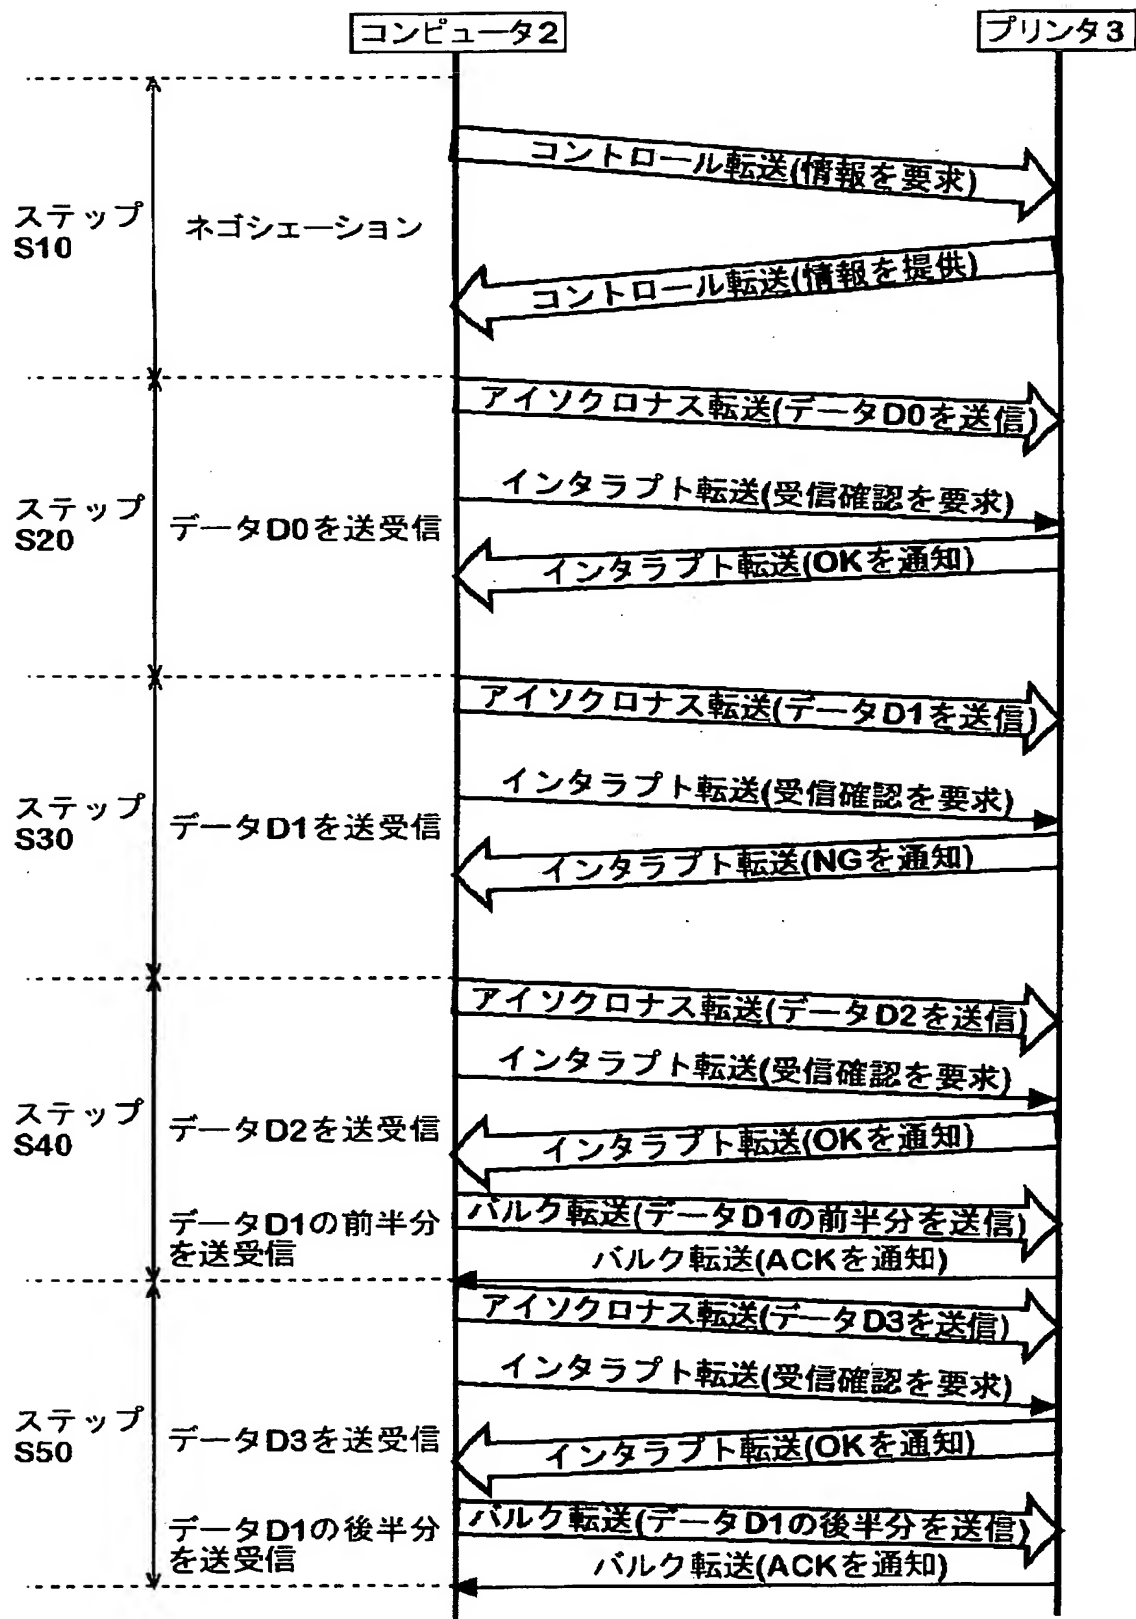 コンピュータ2
プリンタ3
コントロール転送(情報を要求)
ステップ
S10
ネゴシェーション
コントロール転送(情報を提供)
アイソクロナス転送(データD0を送信)
インタラプト転送(受信確認を要求)
ステップ
S20
データD0を送受信
インタラプト転送(OKを通知)
アイソクロナス転送(データD1を送信)
インタラプト転送(受信確認を要求)
ステップ
S30
データD1を送受信
インタラプト転送(NGを通知)
アイソクロナス転送(データD2を送信)
インタラプト転送(受信確認を要求)
ステップ
S40
データD2を送受信
インタラプト転送(OKを通知)
データD1の前半分
を送受信
バルク転送(データD1の前半分を送信)
バルク転送(ACKを通知)
アイソクロナス転送(データD3を送信)
インタラプト転送(受信確認を要求)
ステップ
S50
データD3を送受信
インタラプト転送(OKを通知)
データD1の後半分
を送受信
バルク転送(データD1の後半分を送信)
バルク転送(ACKを通知)